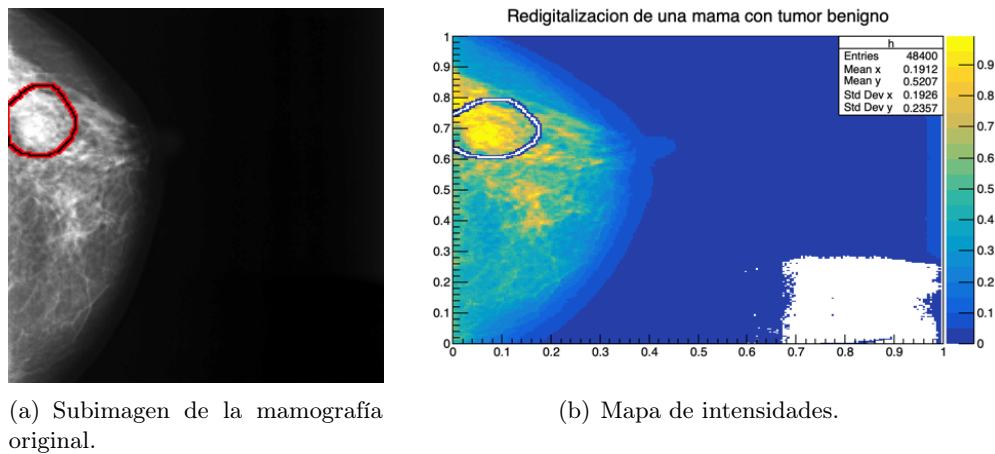 Redigitalizacion de una mama con tumor benigno
h
Entries 48400
Mean x 0.1912
Mean y 0.5207
Std Dev x 0.1926
Std Dev y 0.2357
1
0.9
0.8
0.7
0.6
0.5
0.4
0.3
0.2
0.1
0
0 0.1 0.2 0.3 0.4 0.5 0.6 0.7 0.8 0.9 1
0.9
0.8
0.7
0.6
0.5
0.4
0.3
0.2
0.1
0
(a) Subimagen de la mamografía
original.
(b) Mapa de intensidades.